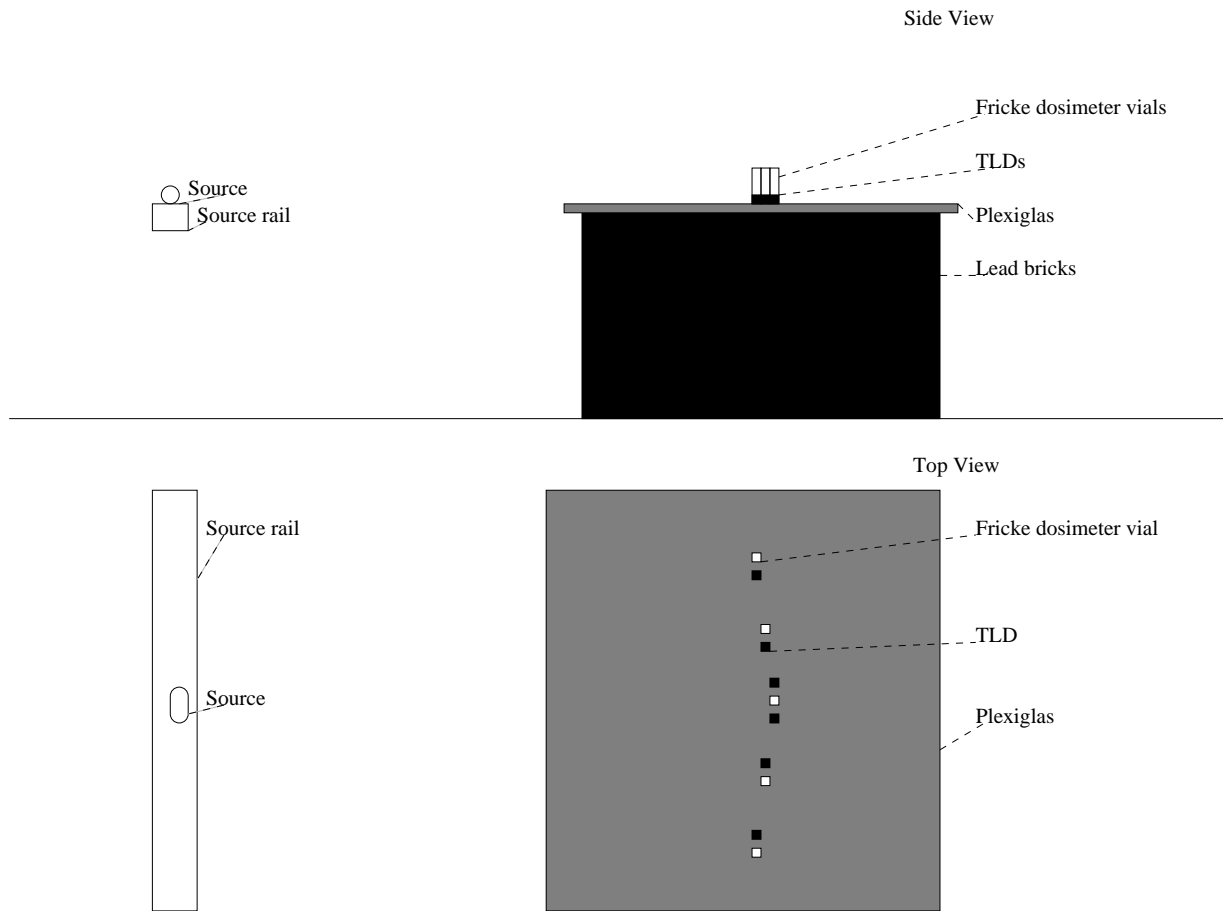 Side View
Fricke dosimeter vials
TLDs
Source
Source rail
Plexiglas
Lead bricks
Top View
Source rail
Fricke dosimeter vial
TLD
Source
Plexiglas